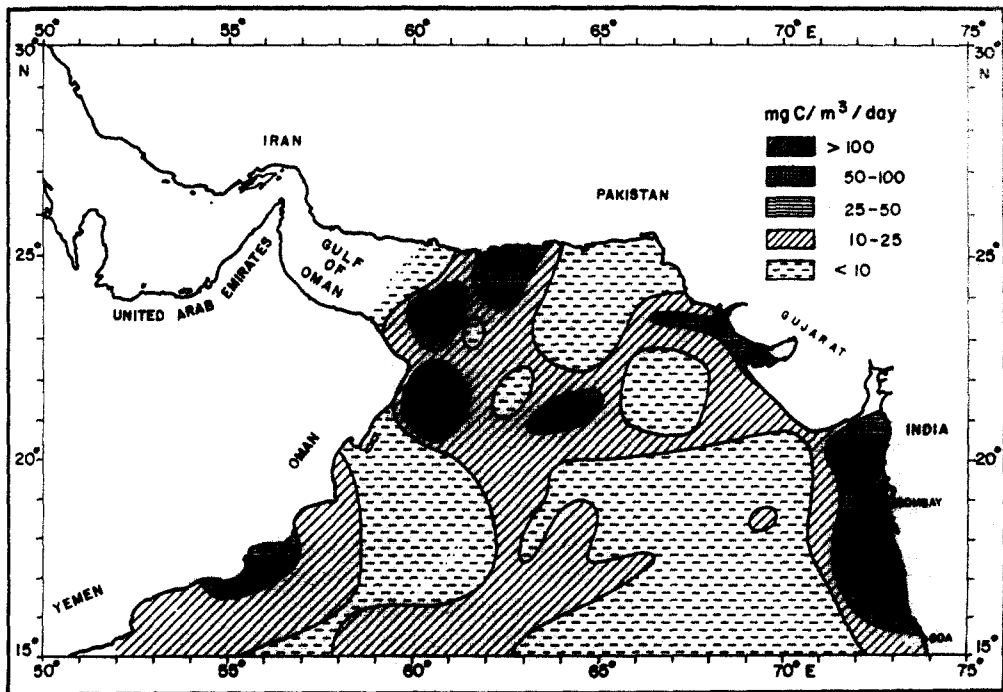 50° 55° 60° 65° 70° E 75°
30° N
30° N
IRAN
mg C/m³/day
> 100
50-100
25-50
10-25
< 10
PAKISTAN
25°
25°
GULF OF OMAN
UNITED ARAB EMIRATES
GUJARAT
INDIA
20°
20°
OMAN
BOMBAY
YEMEN
GOA
15°
15°
50° 55° 60° 65° 70° E 75°